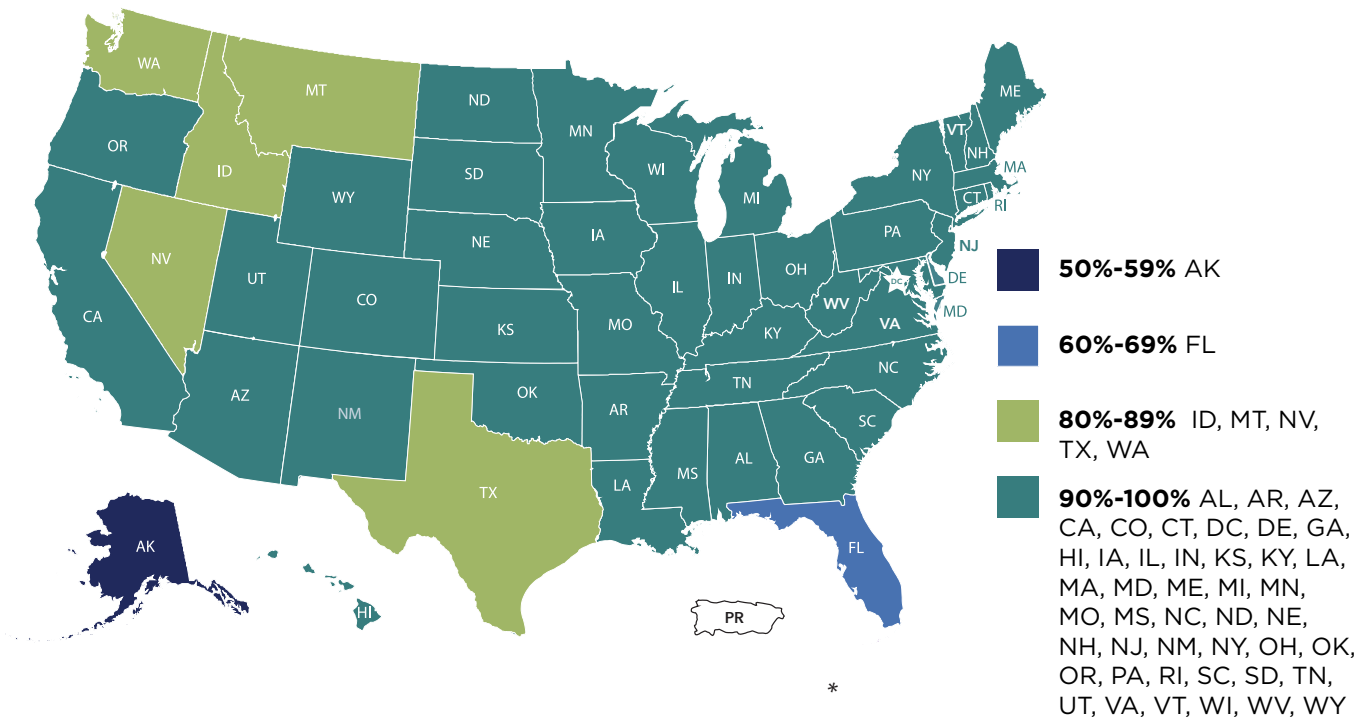 WA
MT
ND
MN
ME
OR
ID
SD
WI
VT
NH
MA
NY
MI
CT
RI
WY
IA
NE
PA
NJ
NV
UT
CO
IL
IN
OH
DE
DC
MD
CA
KS
MO
WV
VA
KY
AZ
NM
OK
TN
NC
AR
SC
MS
AL
GA
LA
TX
AK
FL
HI
PR
*
50%-59% AK
60%-69% FL
80%-89% ID, MT, NV,
TX, WA
90%-100% AL, AR, AZ,
CA, CO, CT, DC, DE, GA,
HI, IA, IL, IN, KS, KY, LA,
MA, MD, ME, MI, MN,
MO, MS, NC, ND, NE,
NH, NJ, NM, NY, OH, OK,
OR, PA, RI, SC, SD, TN,
UT, VA, VT, WI, WV, WY